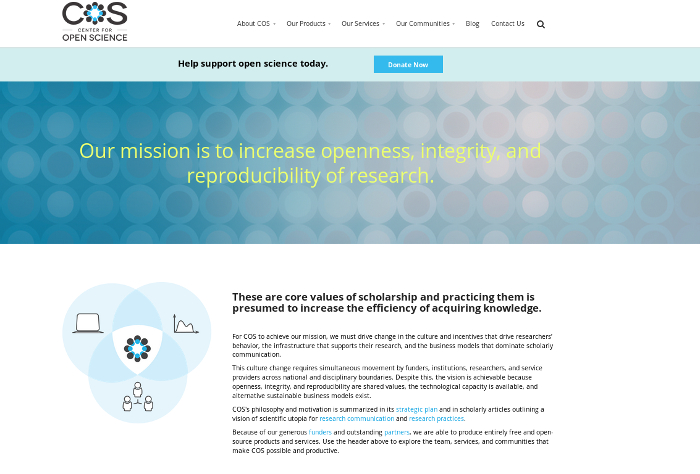 COS
CENTER FOR
OPEN SCIENCE
About COS Our Products Our Services Our Communities Blog Contact Us
Help support open science today. Donate Now
Our mission is to increase openness, integrity, and
reproducibility of research.
These are core values of scholarship and practicing them is
presumed to increase the efficiency of acquiring knowledge.
For COS to achieve our mission, we must drive change in the culture and incentives that drive researchers'
behavior, the infrastructure that supports their research, and the business models that dominate scholarly
communication.
This culture change requires simultaneous movement by funders, institutions, researchers, and service
providers across national and disciplinary boundaries. Despite this, the vision is achievable because
openness, integrity, and reproducibility are shared values, the technological capacity is available, and
alternative sustainable business models exist.
COS's philosophy and motivation is summarized in its strategic plan and in scholarly articles outlining a
vision of scientific utopia for research communication and research practices.
Because of our generous funders and outstanding partners, we are able to produce entirely free and open-
source products and services. Use the header above to explore the team, services, and communities that
make COS possible and productive.